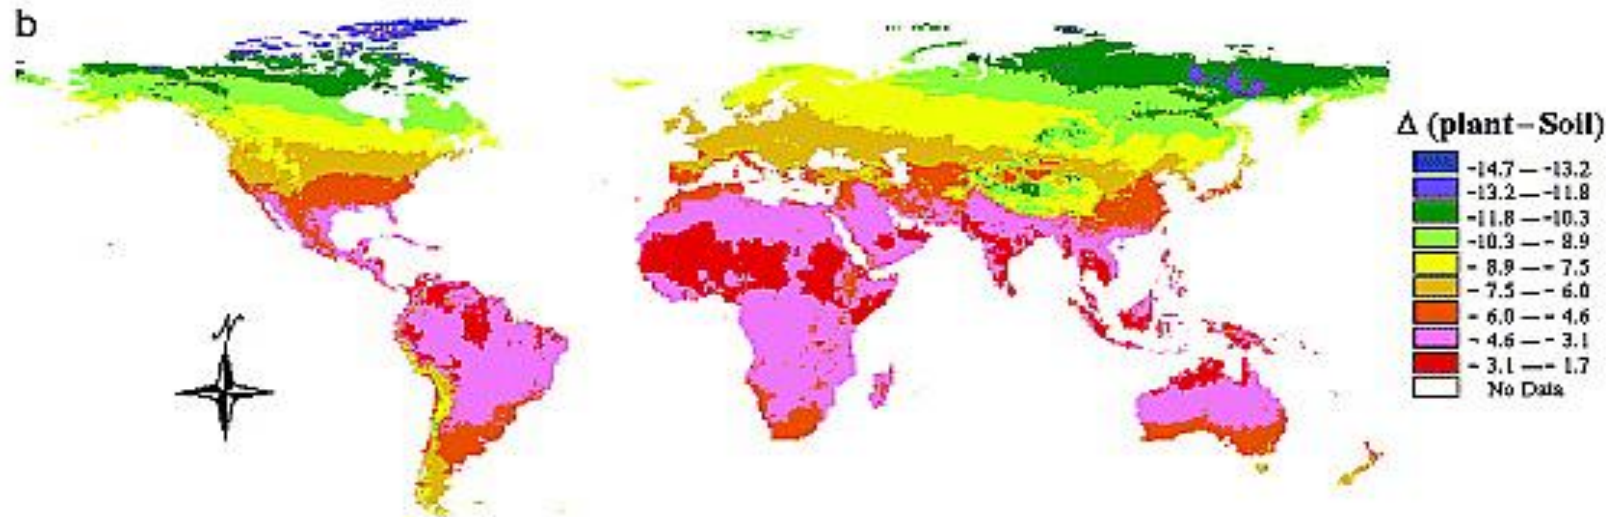 b
Δ (plant-Soil)
-14.7 — -13.2
-13.2 — -11.8
-11.8 — -10.3
-10.3 — - 8.9
- 8.9 — - 7.5
- 7.5 — - 6.0
- 6.0 — - 4.6
- 4.6 — - 3.1
- 3.1 — - 1.7
No Data
N